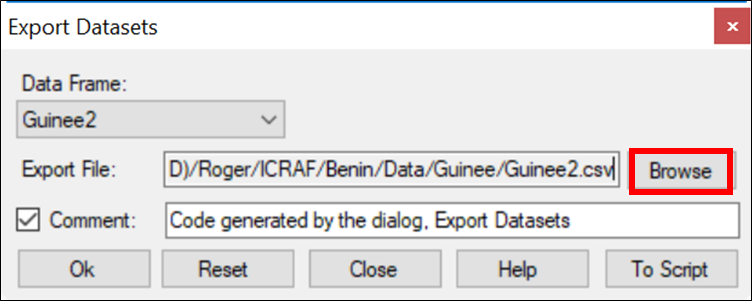 Export Datasets
Data Frame:
Guinee2
Export File: D)/Roger/ICRAF/Benin/Data/Guinee/Guinee2.csv Browse
Comment: Code generated by the dialog, Export Datasets
Ok Reset Close Help To Script